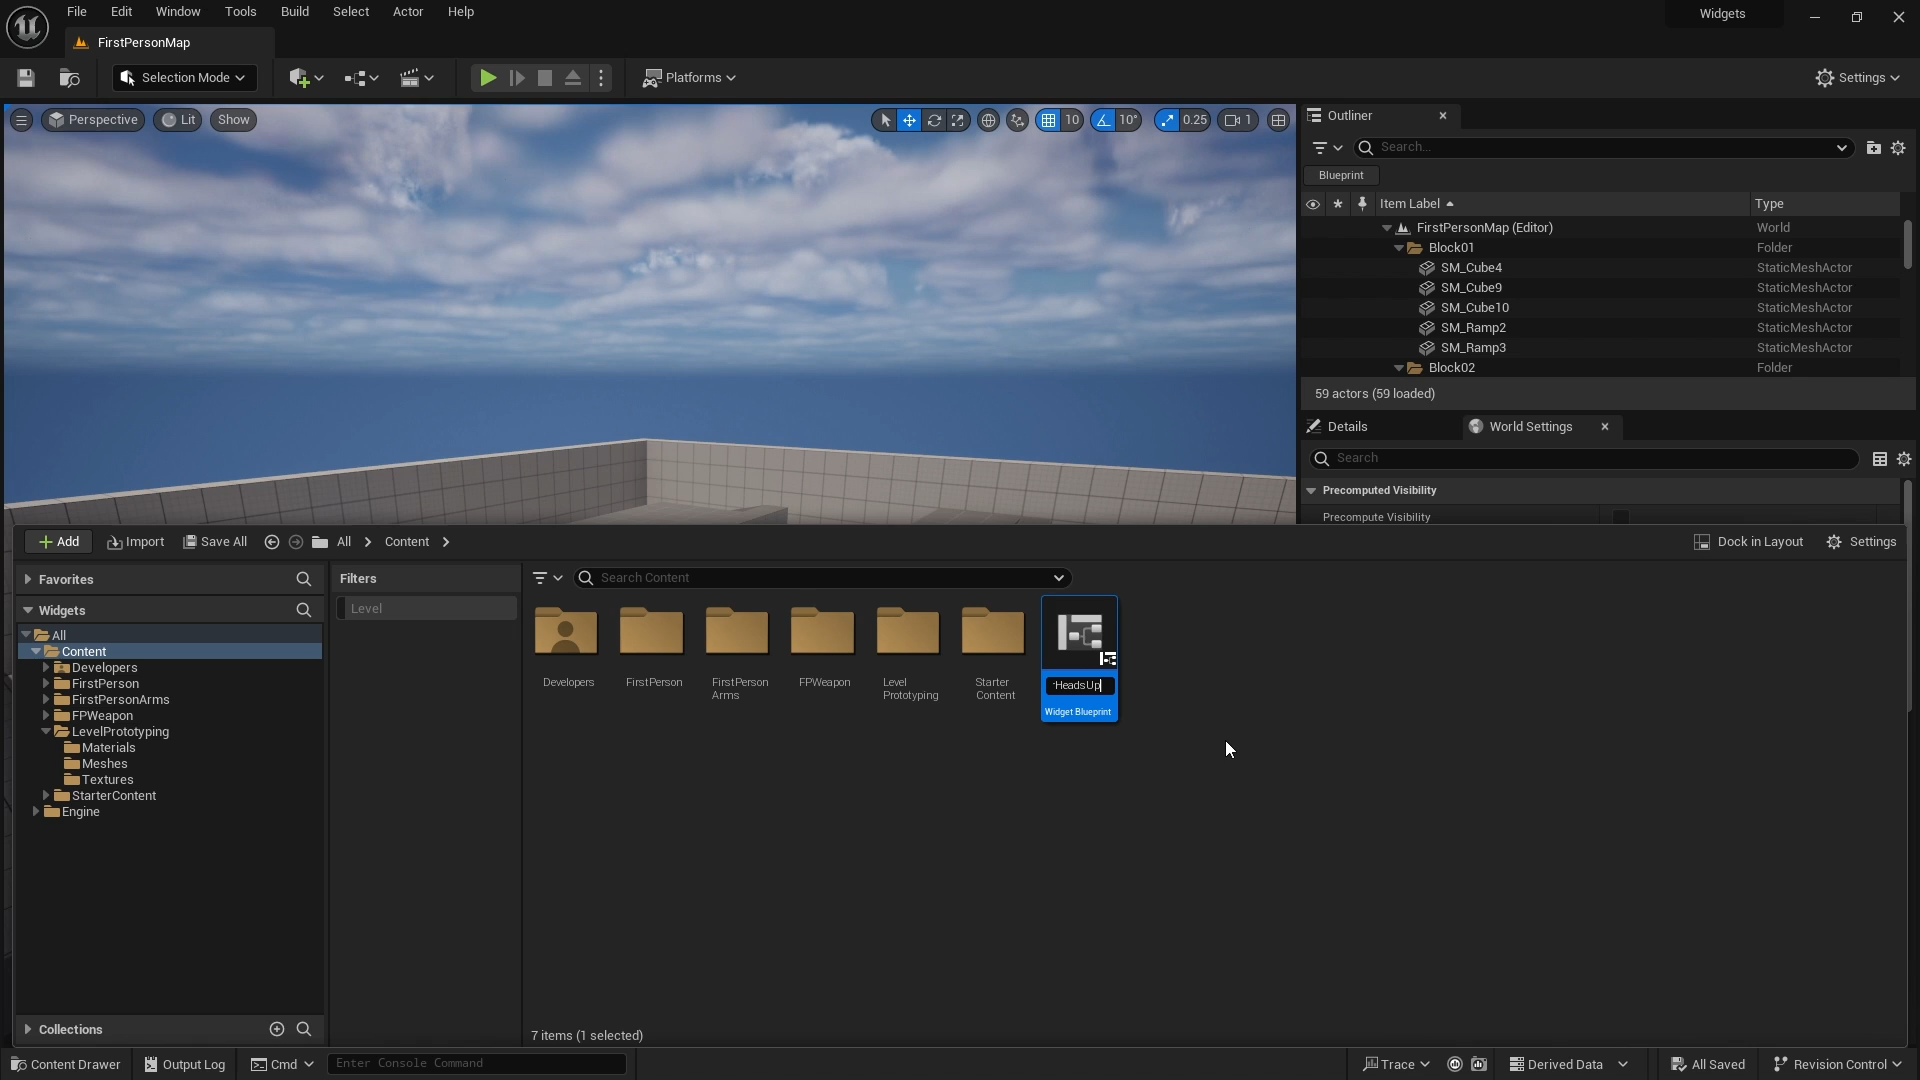 File Edit Window Tools Build Select Actor Help
Widgets
FirstPersonMap
Selection Mode
Platforms
Settings
Perspective
Lit
Show
10
10°
0.25
1
Outliner
Search...
Blueprint
Item Label
Type
FirstPersonMap (Editor)
World
Block01
Folder
SM_Cube4
StaticMeshActor
SM_Cube9
StaticMeshActor
SM_Cube10
StaticMeshActor
SM_Ramp2
StaticMeshActor
SM_Ramp3
StaticMeshActor
Block02
Folder
59 actors (59 loaded)
Details
World Settings
Search
Precomputed Visibility
Precompute Visibility
Add
Import
Save All
All
Content
Dock in Layout
Settings
Favorites
Widgets
All
Content
Developers
FirstPerson
FirstPersonArms
FPWeapon
LevelPrototyping
Materials
Meshes
Textures
StarterContent
Engine
Collections
Filters
Level
Search Content
Developers
FirstPerson
FirstPerson
Arms
FPWeapon
Level
Prototyping
Starter
Content
HeadsUp
Widget Blueprint
7 items (1 selected)
Content Drawer
Output Log
Cmd
Enter Console Command
Trace
Derived Data
All Saved
Revision Control